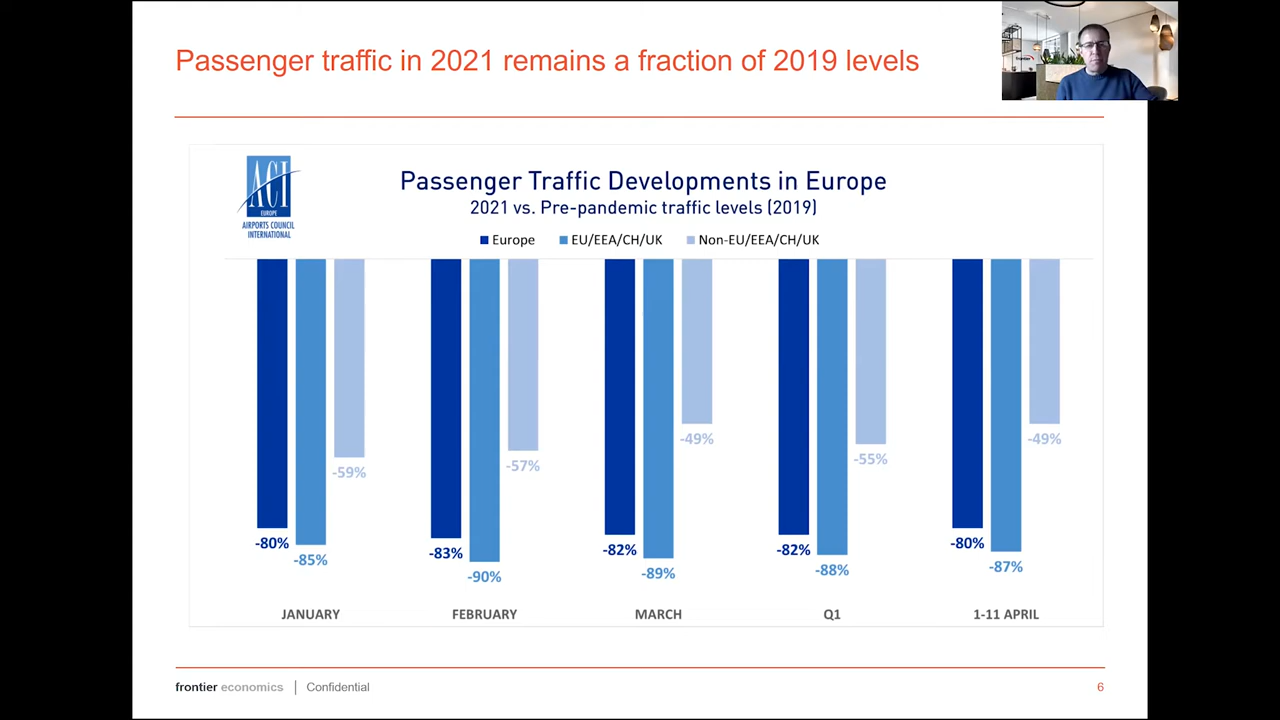 Passenger traffic in 2021 remains a fraction of 2019 levels
ACI
EUROPE
AIRPORTS COUNCIL
INTERNATIONAL
Passenger Traffic Developments in Europe
2021 vs. Pre-pandemic traffic levels (2019)
Europe EU/EEA/CH/UK Non-EU/EEA/CH/UK
-80% -85% -59%
-83% -90% -57%
-82% -89% -49%
-82% -88% -55%
-80% -87% -49%
JANUARY FEBRUARY MARCH Q1 1-11 APRIL
frontier economics | Confidential 6